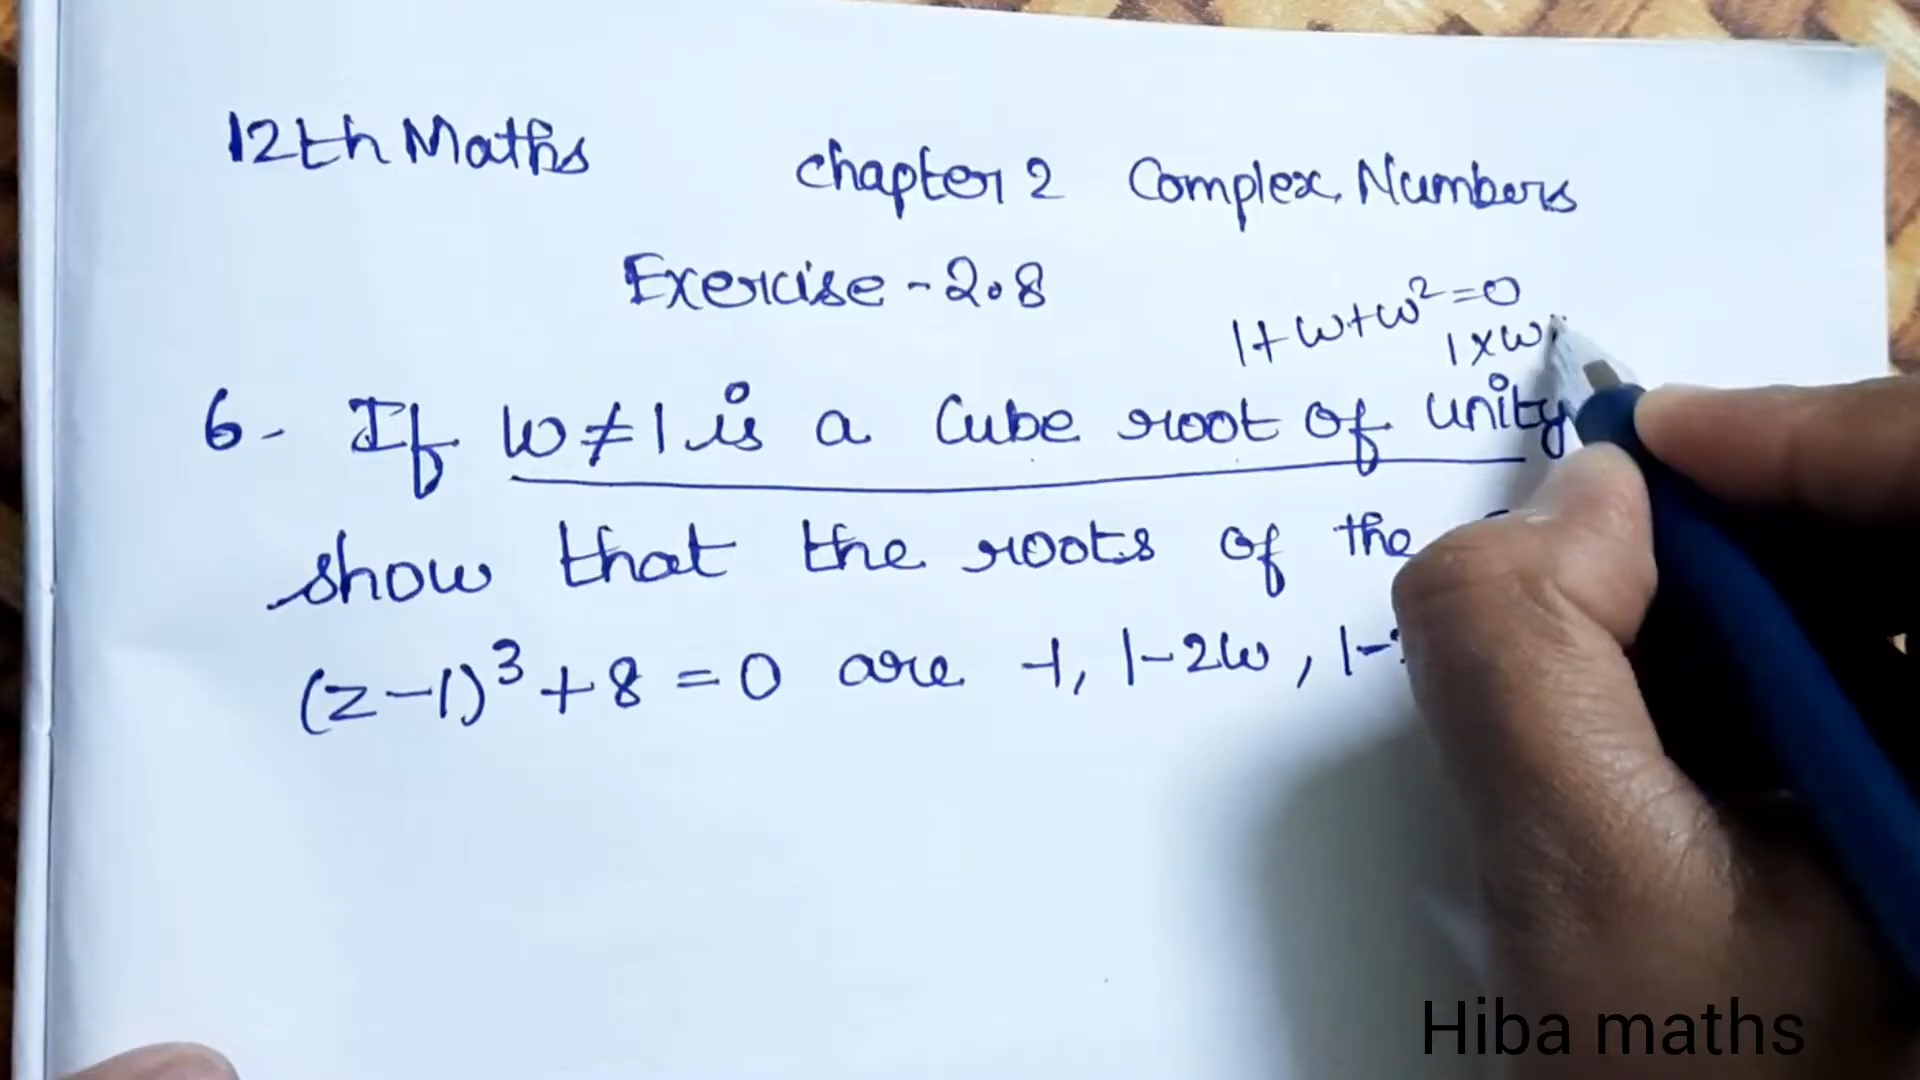 12th Maths
Chapter 2 Complex Numbers
Exercise - 2.8
1+ω+ω²=0
1×ω
6- If ω≠1 is a cube root of unity
show that the roots of the
(z-1)³+8=0 are -1, 1-2ω, 1-
Hiba maths